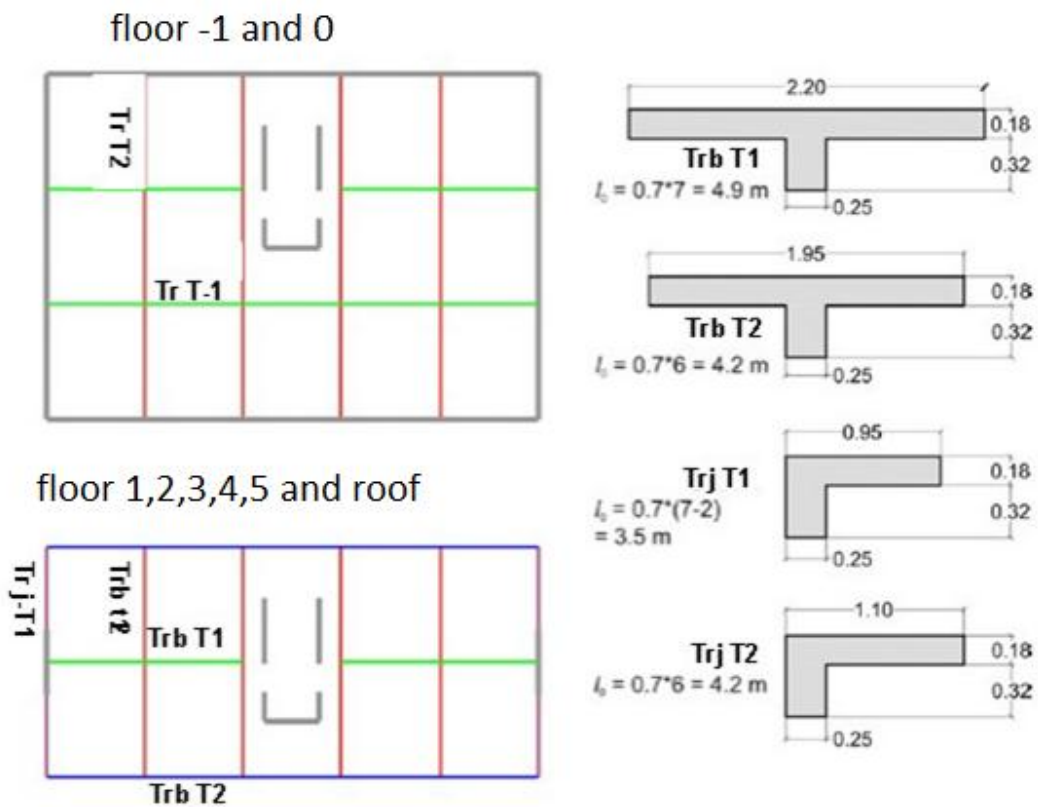 floor -1 and 0
Tr T2
Tr T-1
floor 1,2,3,4,5 and roof
Trj-T1
Trb T1
Trb T2
2.20
0.18
Trb T1
0.32
l₀ = 0.7*7 = 4.9 m
0.25
1.95
0.18
Trb T2
0.32
l₀ = 0.7*6 = 4.2 m
0.25
0.95
Trj T1
0.18
l₀ = 0.7*(7-2)
0.32
= 3.5 m
0.25
1.10
Trj T2
0.18
l₀ = 0.7*6 = 4.2 m
0.32
0.25